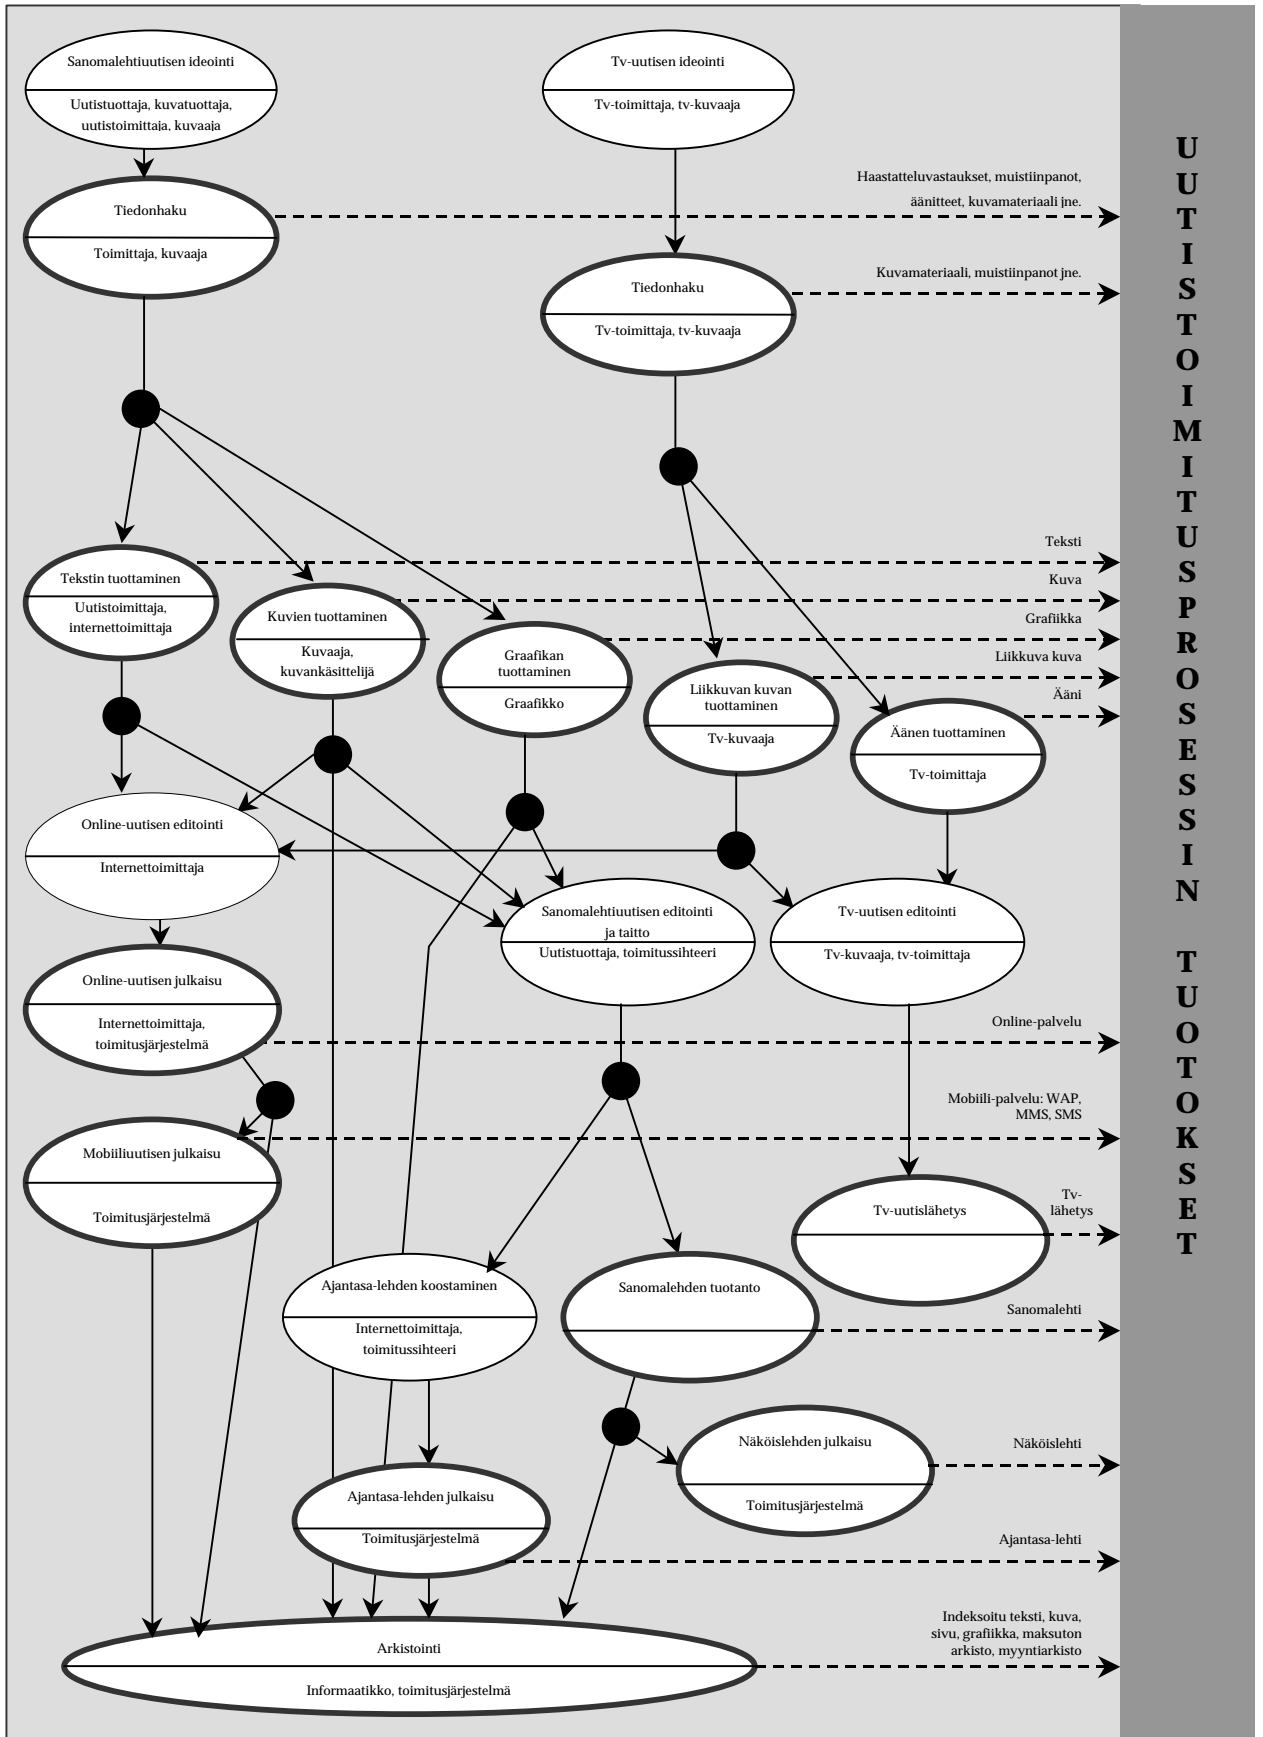 Sanomalehtiuutisen ideointi
Uutistuottaja, kuvatuottaja,
uutistoimittaja, kuvaaja
Tv-uutisen ideointi
Tv-toimittaja, tv-kuvaaja
Tiedonhaku
Toimittaja, kuvaaja
Haastatteluvastaukset, muistiinpanot,
äänitteet, kuvamateriaali jne.
Tiedonhaku
Tv-toimittaja, tv-kuvaaja
Kuvamateriaali, muistiinpanot jne.
Teksti
Kuva
Grafiikka
Liikkuva kuva
Ääni
Tekstin tuottaminen
Uutistoimittaja,
internettoimittaja
Kuvien tuottaminen
Kuvaaja,
kuvankäsittelijä
Graafikan
tuottaminen
Graafikko
Liikkuvan kuvan
tuottaminen
Tv-kuvaaja
Äänen tuottaminen
Tv-toimittaja
Online-uutisen editointi
Internettoimittaja
Sanomalehtiuutisen editointi
ja taitto
Uutistuottaja, toimitussihteeri
Tv-uutisen editointi
Tv-kuvaaja, tv-toimittaja
Online-uutisen julkaisu
Internettoimittaja,
toimitusjärjestelmä
Online-palvelu
Mobiili-palvelu: WAP,
MMS, SMS
Mobiiliuutisen julkaisu
Toimitusjärjestelmä
Tv-uutislähetys
Tv-
lähetys
Ajantasa-lehden koostaminen
Internettoimittaja,
toimitussihteeri
Sanomalehden tuotanto
Sanomalehti
Näköislehden julkaisu
Toimitusjärjestelmä
Näköislehti
Ajantasa-lehden julkaisu
Toimitusjärjestelmä
Ajantasa-lehti
Arkistointi
Informaatikko, toimitusjärjestelmä
Indeksoitu teksti, kuva,
sivu, grafiikka, maksuton
arkisto, myyntiarkisto
UUTISTOIMITUSPROSESSIN TUOTOKSET